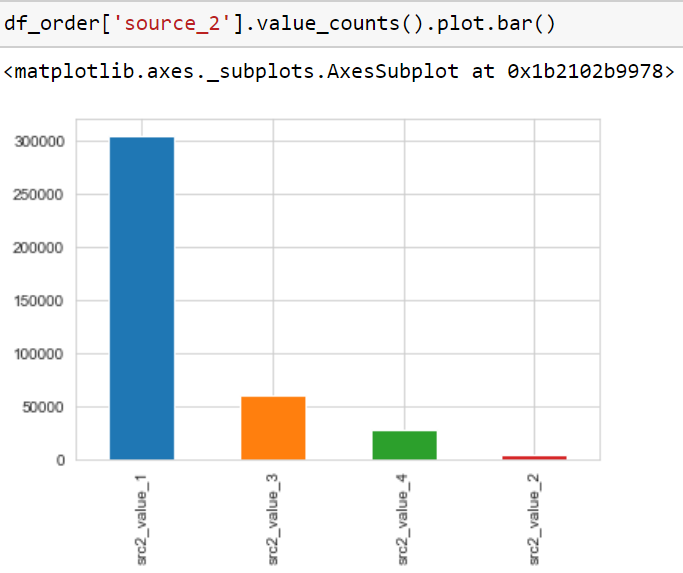 df_order['source_2'].value_counts().plot.bar()
<matplotlib.axes._subplots.AxesSubplot at 0x1b2102b9978>
300000
250000
200000
150000
100000
50000
0
src2_value_1
src2_value_3
src2_value_4
src2_value_2